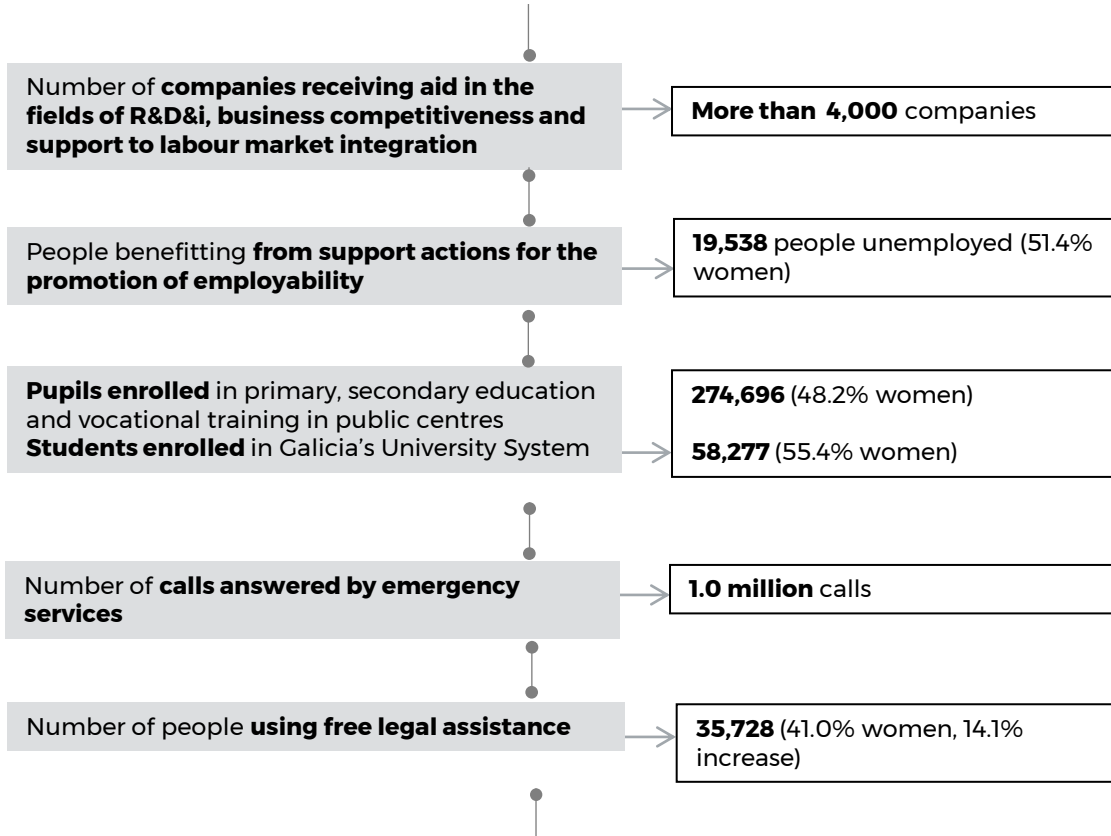 Number of companies receiving aid in the
fields of R&D&i, business competitiveness and
support to labour market integration
More than 4,000 companies
People benefitting from support actions for the
promotion of employability
19,538 people unemployed (51.4%
women)
Pupils enrolled in primary, secondary education
and vocational training in public centres
Students enrolled in Galicia’s University System
274,696 (48.2% women)
58,277 (55.4% women)
Number of calls answered by emergency
services
1.0 million calls
Number of people using free legal assistance
35,728 (41.0% women, 14.1%
increase)